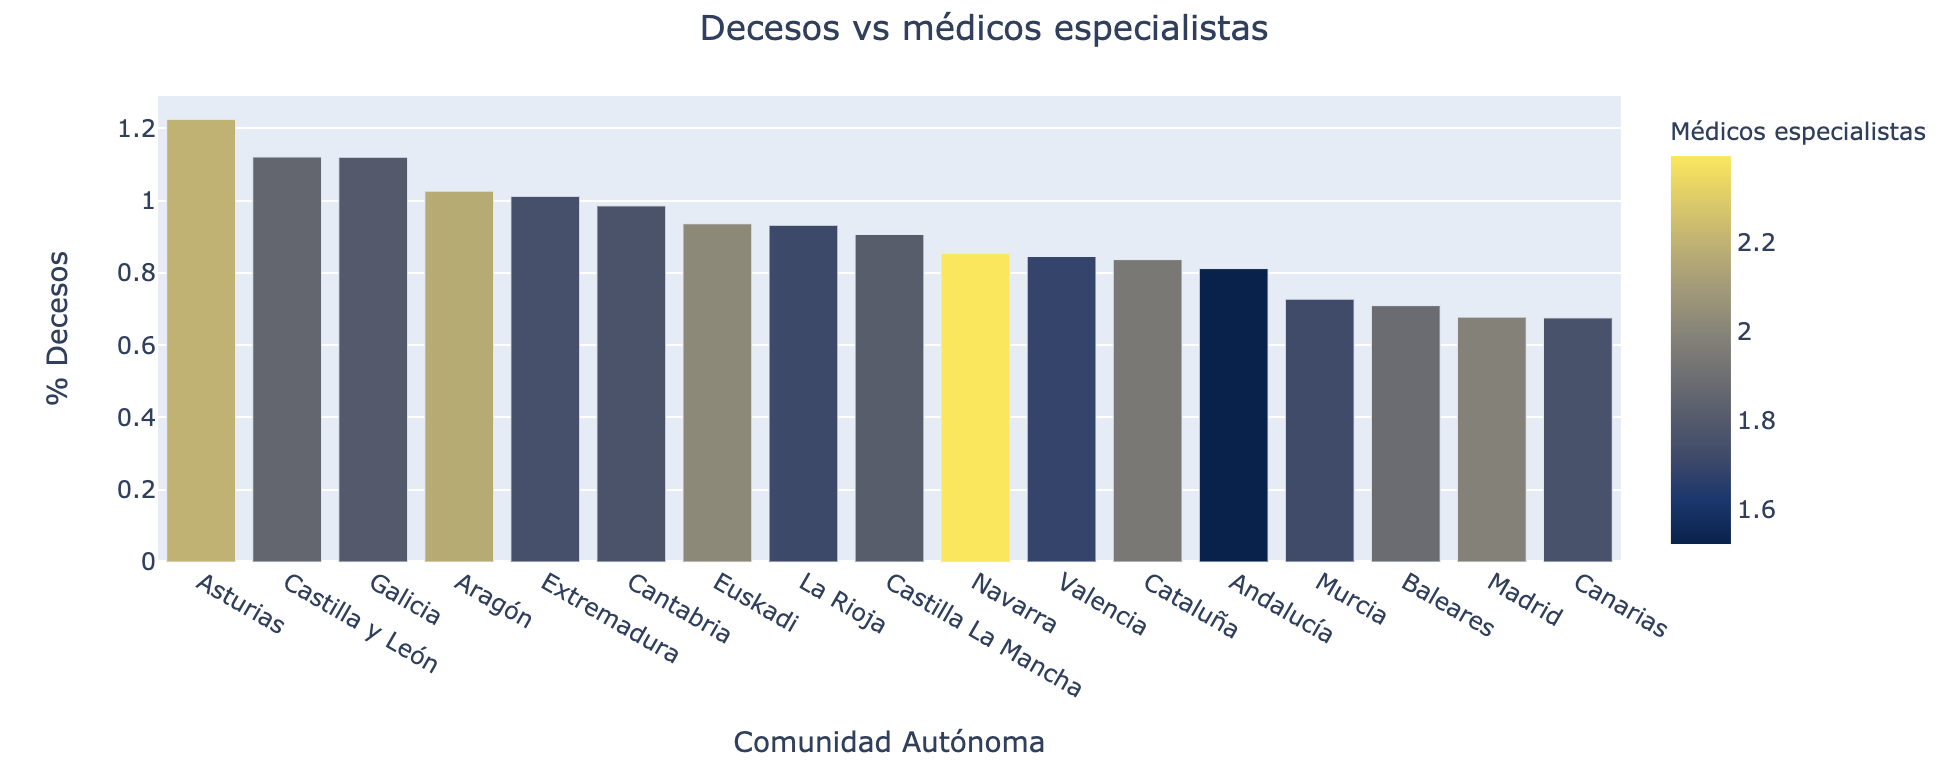 Decesos vs médicos especialistas
% Decesos
1.2
1
0.8
0.6
0.4
0.2
0
Asturias
Castilla y León
Galicia
Aragón
Extremadura
Cantabria
Euskadi
La Rioja
Castilla La Mancha
Navarra
Valencia
Cataluña
Andalucía
Murcia
Baleares
Madrid
Canarias
Comunidad Autónoma
Médicos especialistas
2.2
2
1.8
1.6